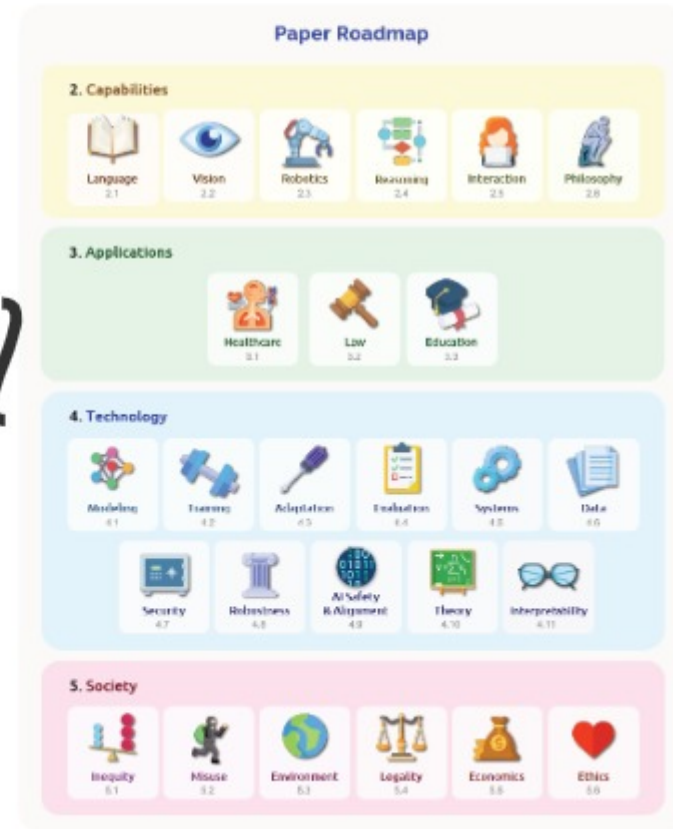 Paper Roadmap
2. Capabilities
Language Vision Robotics Reasoning Interaction Philosophy
2.1 2.2 2.3 2.4 2.5 2.6
3. Applications
Healthcare Law Education
3.1 3.2 3.3
4. Technology
Modeling Training Adaptation Evaluation Systems Data
4.1 4.2 4.3 4.4 4.5 4.6
AI Safety
Security Robustness & Alignment Theory Interpretability
4.7 4.8 4.9 4.10 4.11
5. Society
Inequity Misuse Environment Legality Economics Ethics
5.1 5.2 5.3 5.4 5.5 5.6